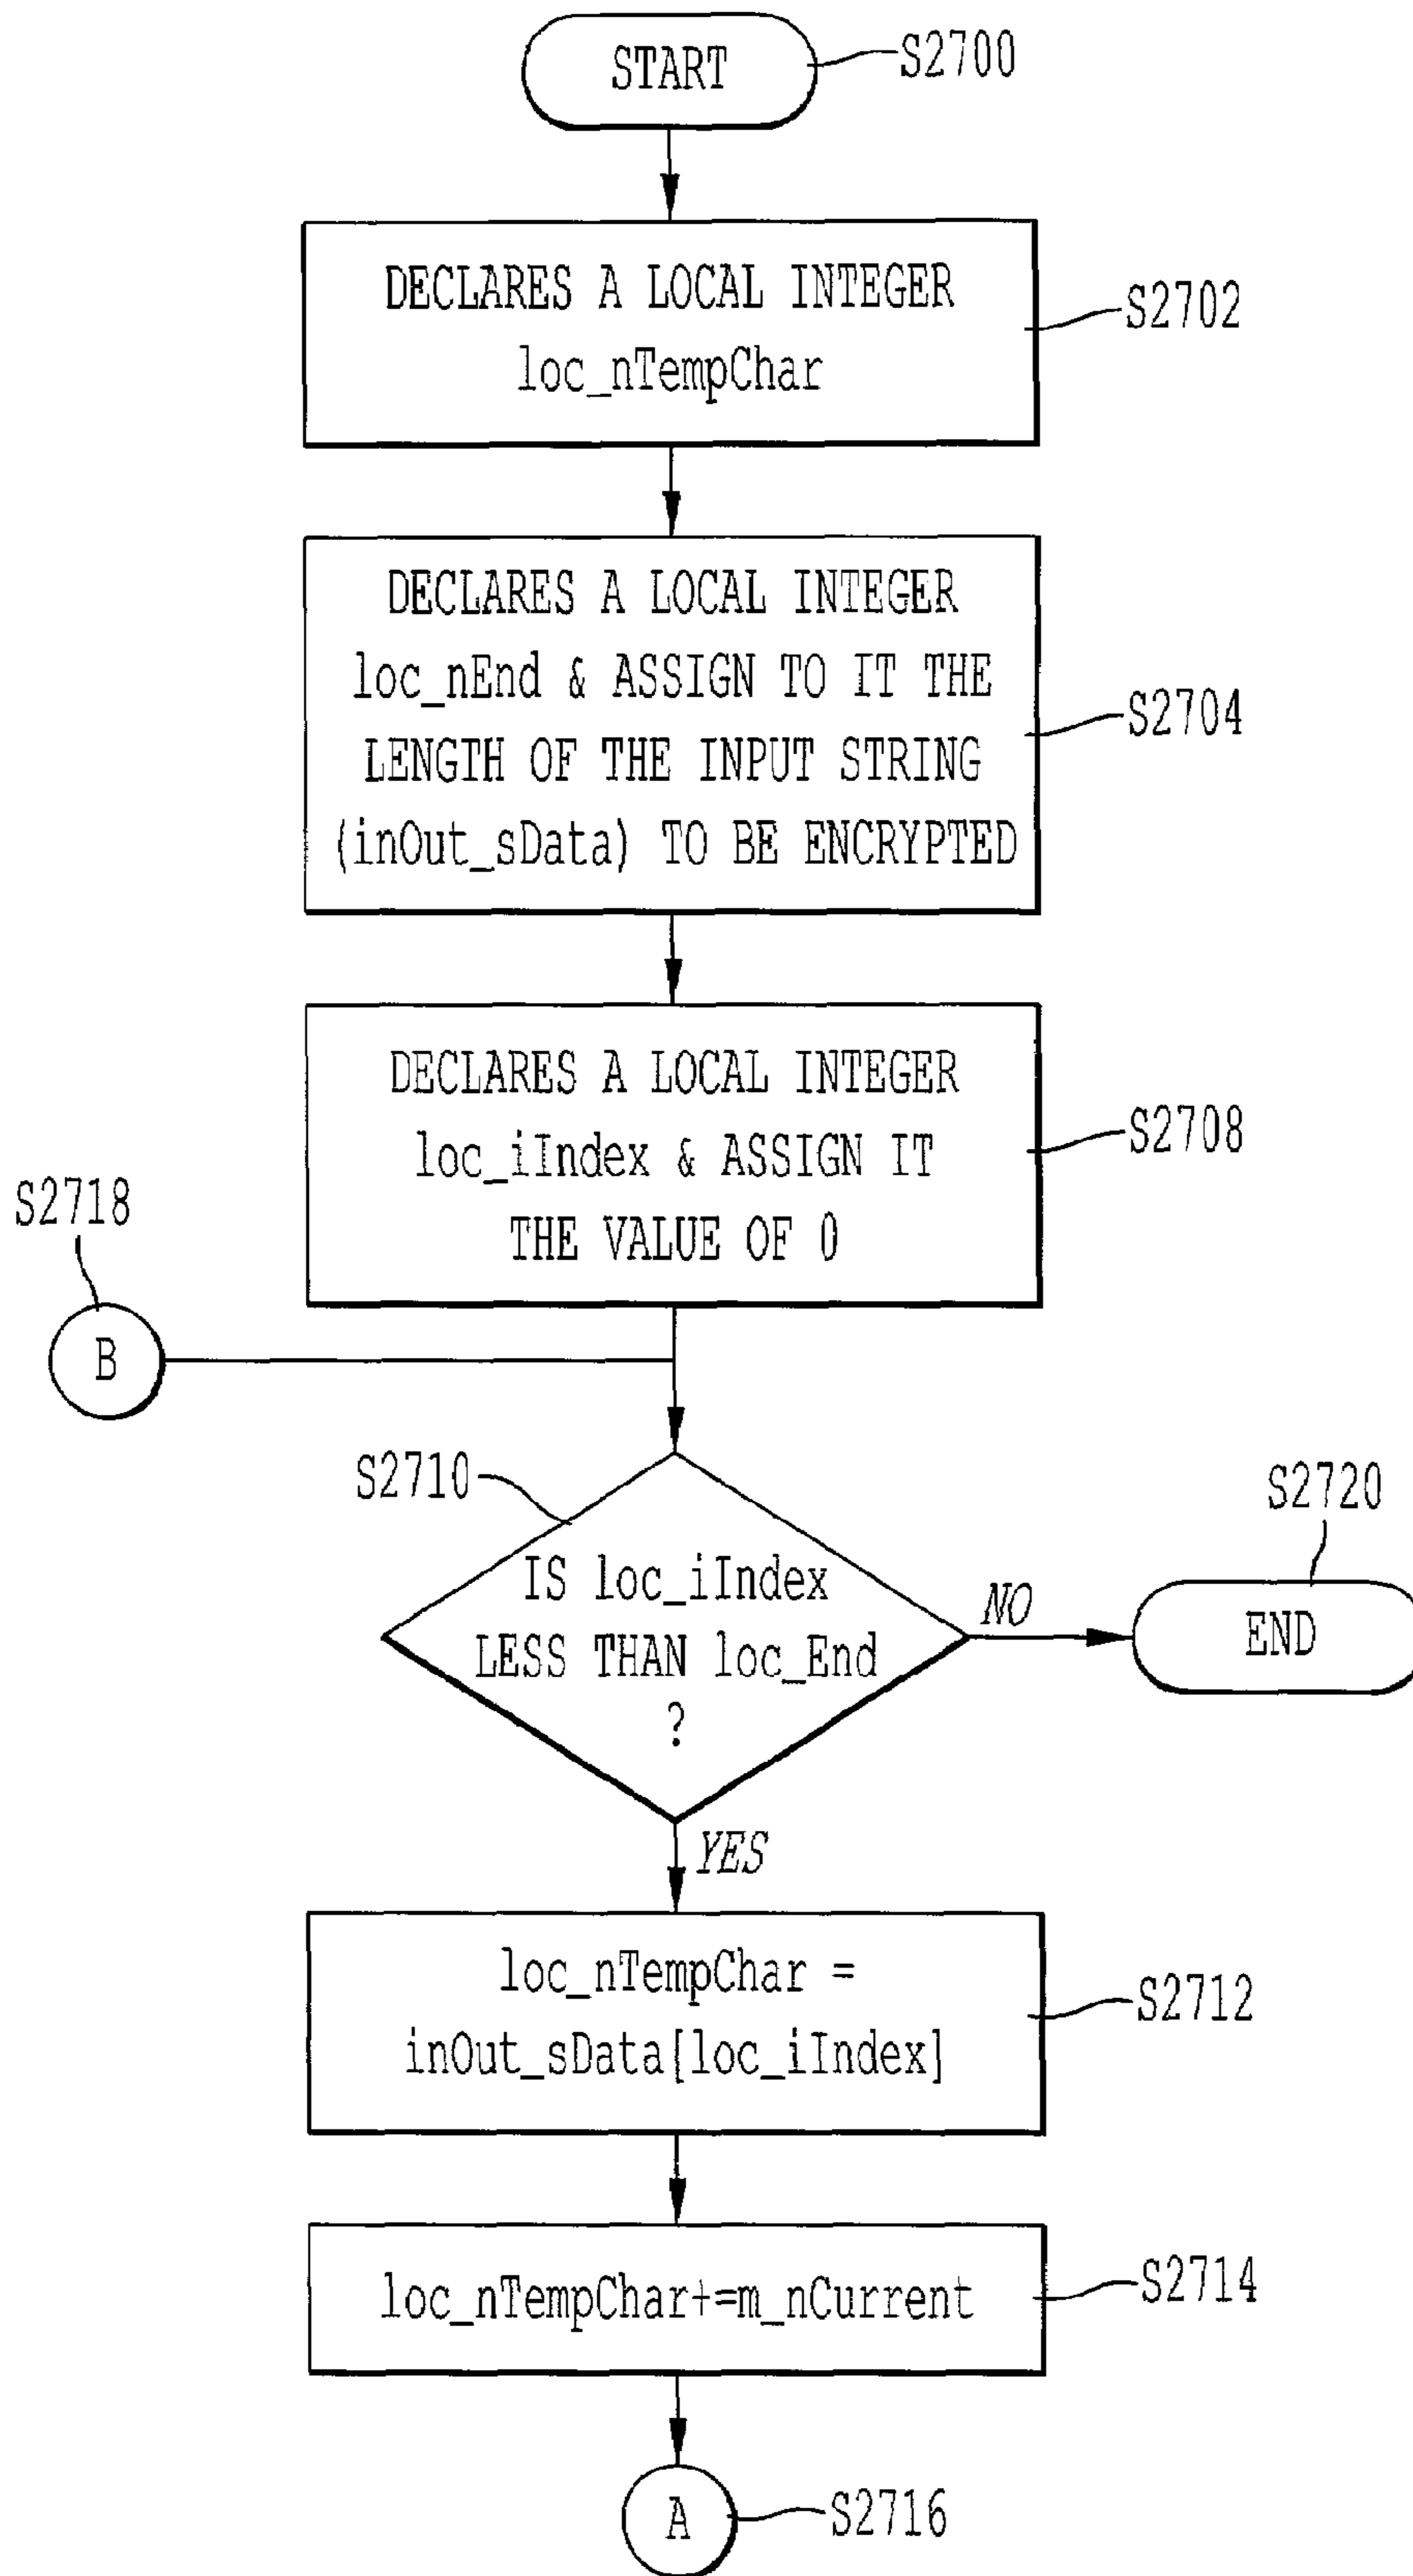 START
S2700
DECLARES A LOCAL INTEGER
loc_nTempChar
S2702
DECLARES A LOCAL INTEGER
loc_nEnd & ASSIGN TO IT THE
LENGTH OF THE INPUT STRING
(inOut_sData) TO BE ENCRYPTED
S2704
DECLARES A LOCAL INTEGER
loc_iIndex & ASSIGN IT
THE VALUE OF 0
S2708
S2718
B
S2710
IS loc_iIndex
LESS THAN loc_End
?
NO
S2720
END
YES
loc_nTempChar =
inOut_sData[loc_iIndex]
S2712
loc_nTempChar+=m_nCurrent
S2714
A
S2716